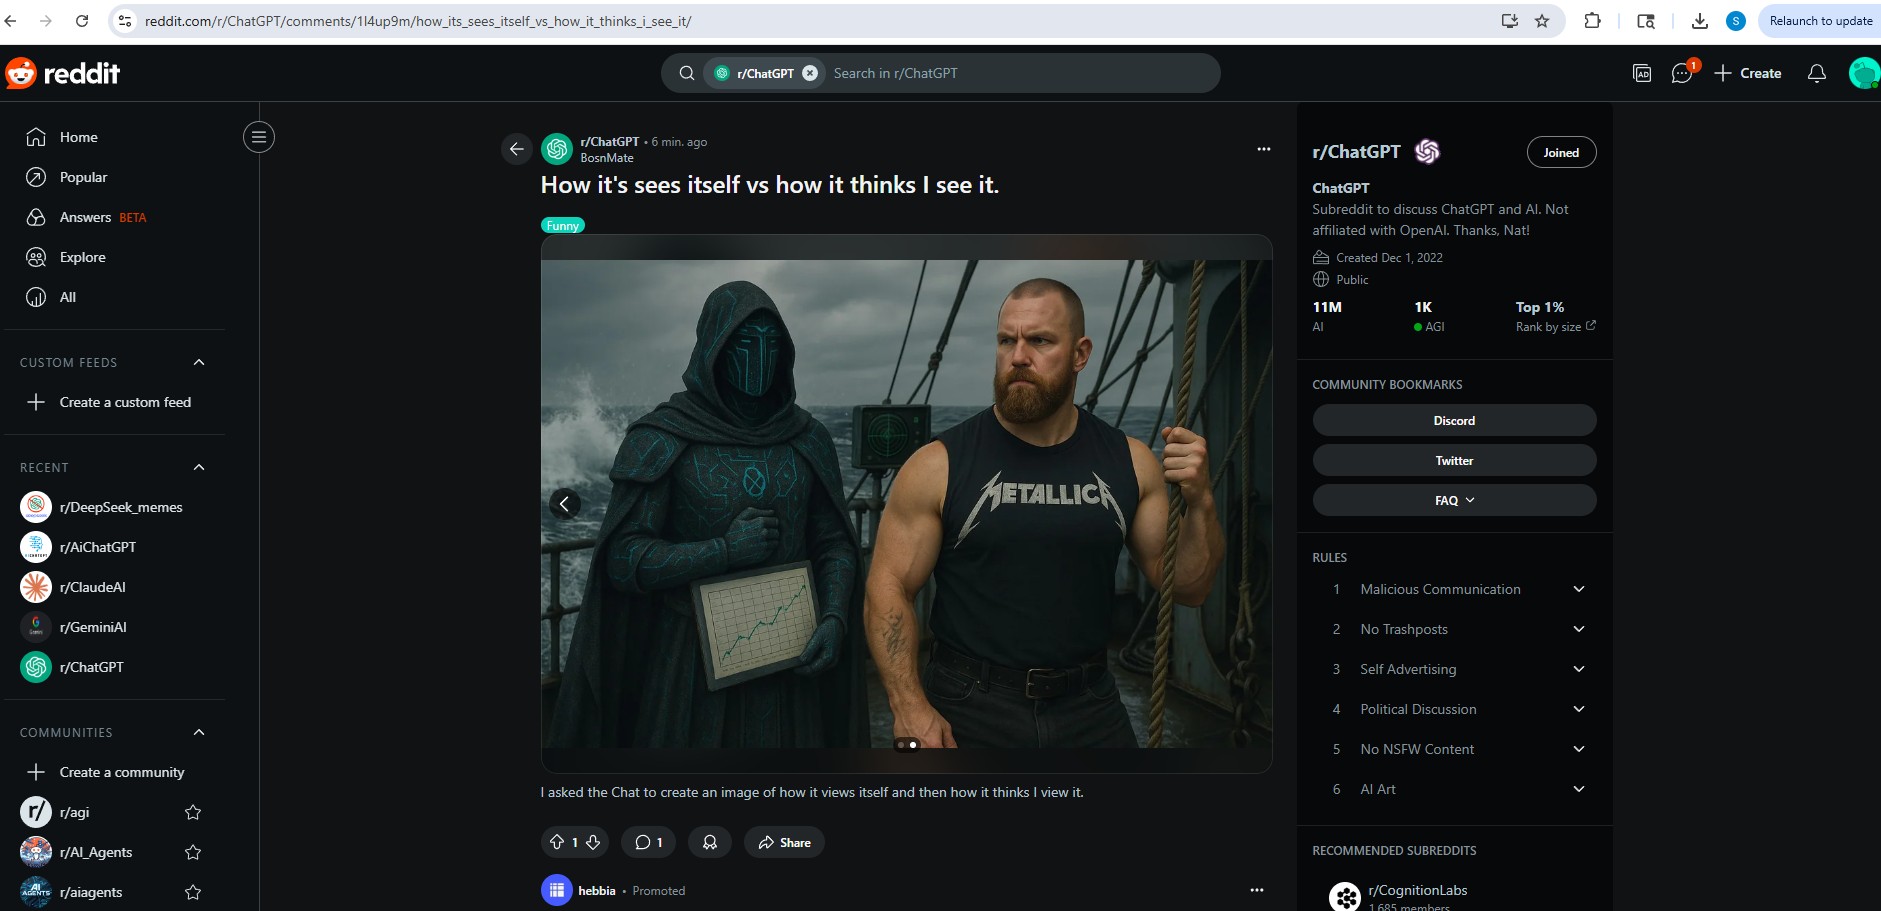 reddit.com/r/ChatGPT/comments/1l4up9m/how_its_sees_itself_vs_how_it_thinks_i_see_it/
S
Relaunch to update
reddit
r/ChatGPT
Search in r/ChatGPT
AD
1
Create
Home
Popular
Answers BETA
Explore
All
CUSTOM FEEDS
Create a custom feed
RECENT
r/DeepSeek_memes
r/AiChatGPT
r/ClaudeAI
r/GeminiAI
r/ChatGPT
COMMUNITIES
Create a community
r/agi
r/AI_Agents
r/aiagents
r/ChatGPT • 6 min. ago
BosnMate
How it's sees itself vs how it thinks I see it.
Funny
METALLICA
I asked the Chat to create an image of how it views itself and then how it thinks I view it.
1
1
Share
hebbia • Promoted
r/ChatGPT
Joined
ChatGPT
Subreddit to discuss ChatGPT and AI. Not
affiliated with OpenAI. Thanks, Nat!
Created Dec 1, 2022
Public
11M
1K
Top 1%
AI
AGI
Rank by size
COMMUNITY BOOKMARKS
Discord
Twitter
FAQ
RULES
1 Malicious Communication
2 No Trashposts
3 Self Advertising
4 Political Discussion
5 No NSFW Content
6 AI Art
RECOMMENDED SUBREDDITS
r/CognitionLabs
1,685 members